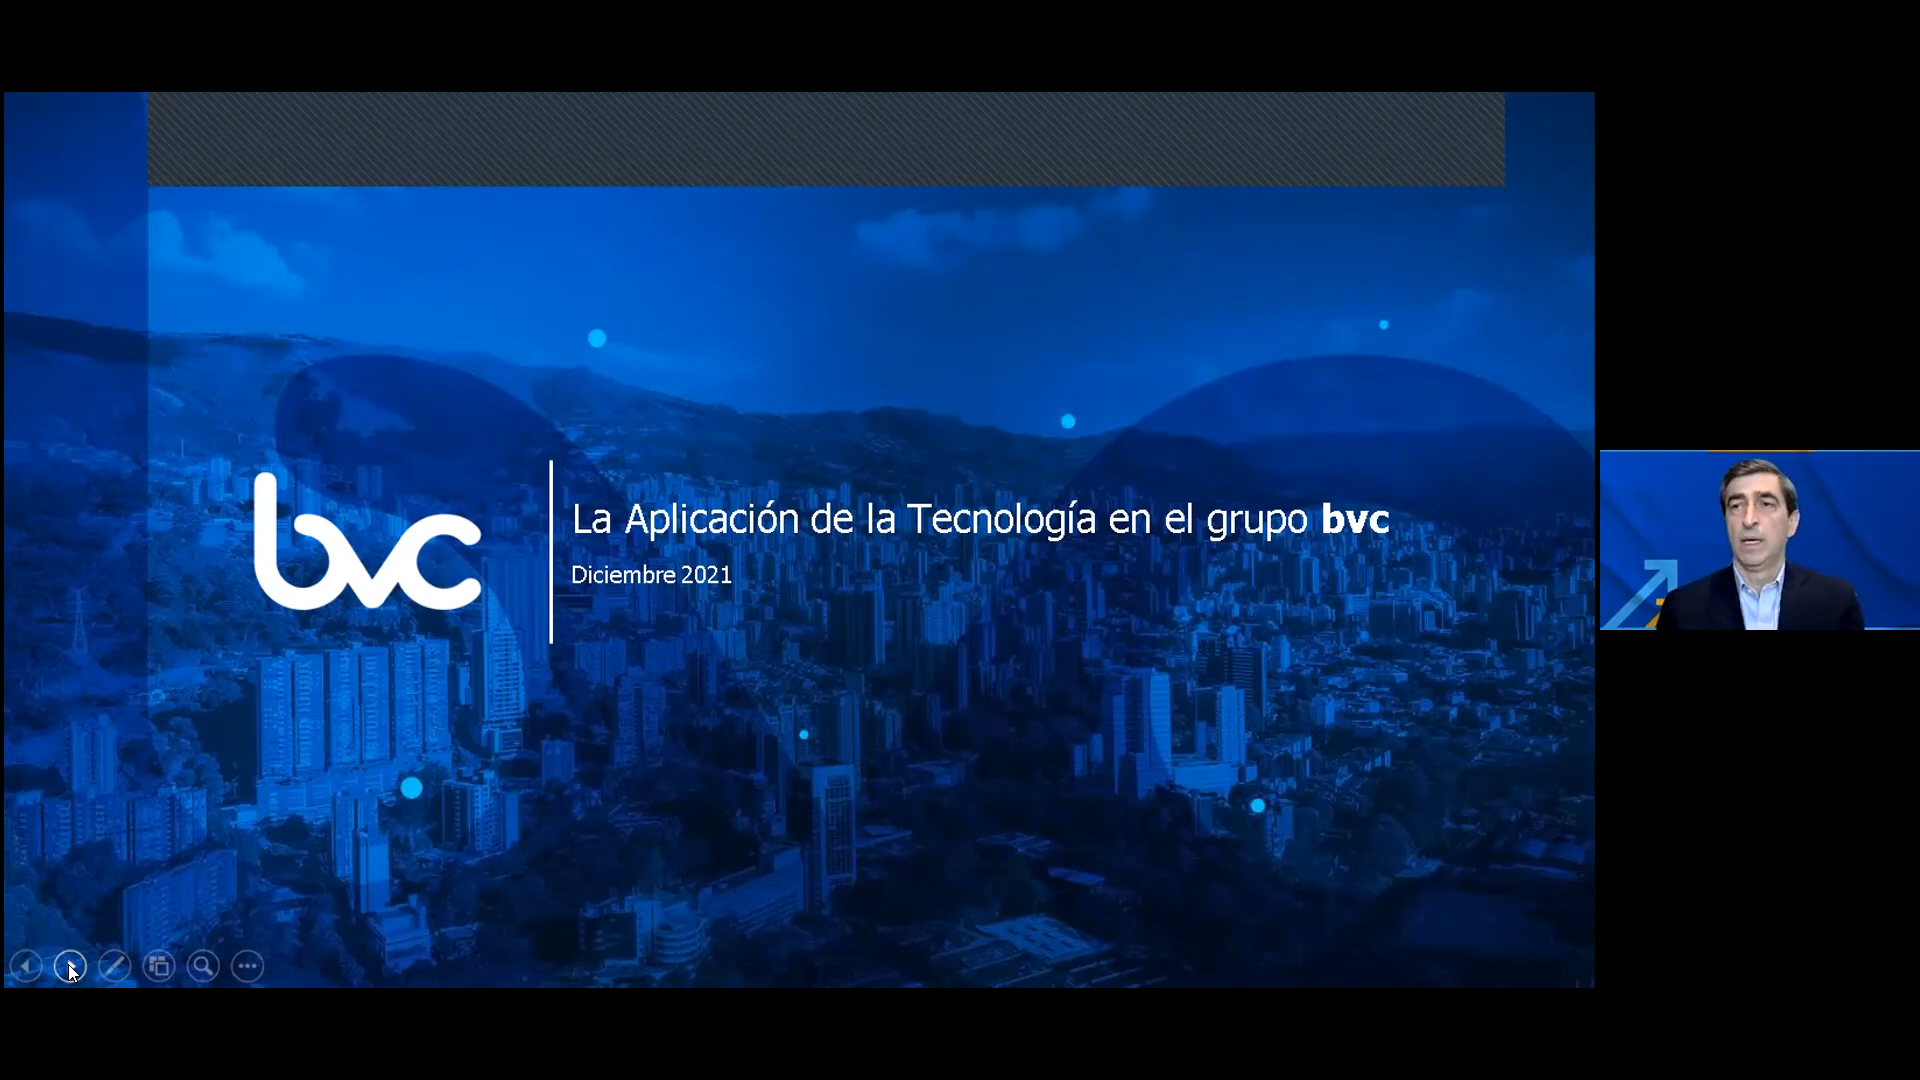 bvc
La Aplicación de la Tecnología en el grupo bvc
Diciembre 2021